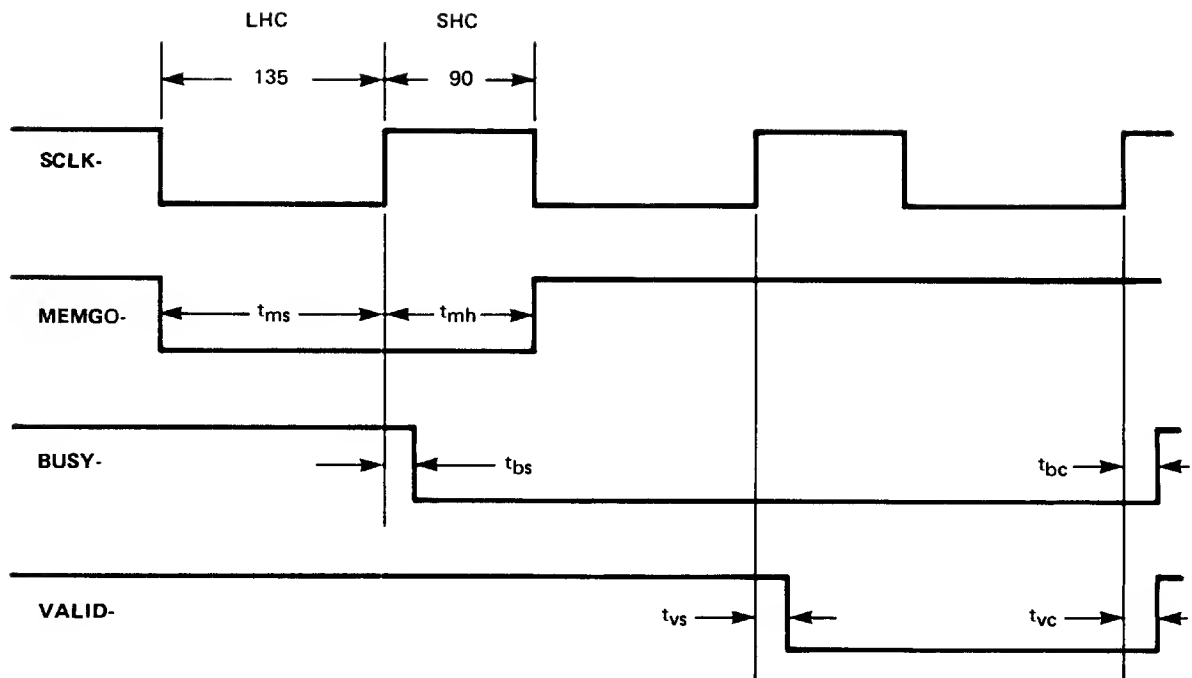 LHC SHC
135 90
SCLK-
MEMGO- tms tmh
BUSY- tbs tbc
VALID- tvs tvc